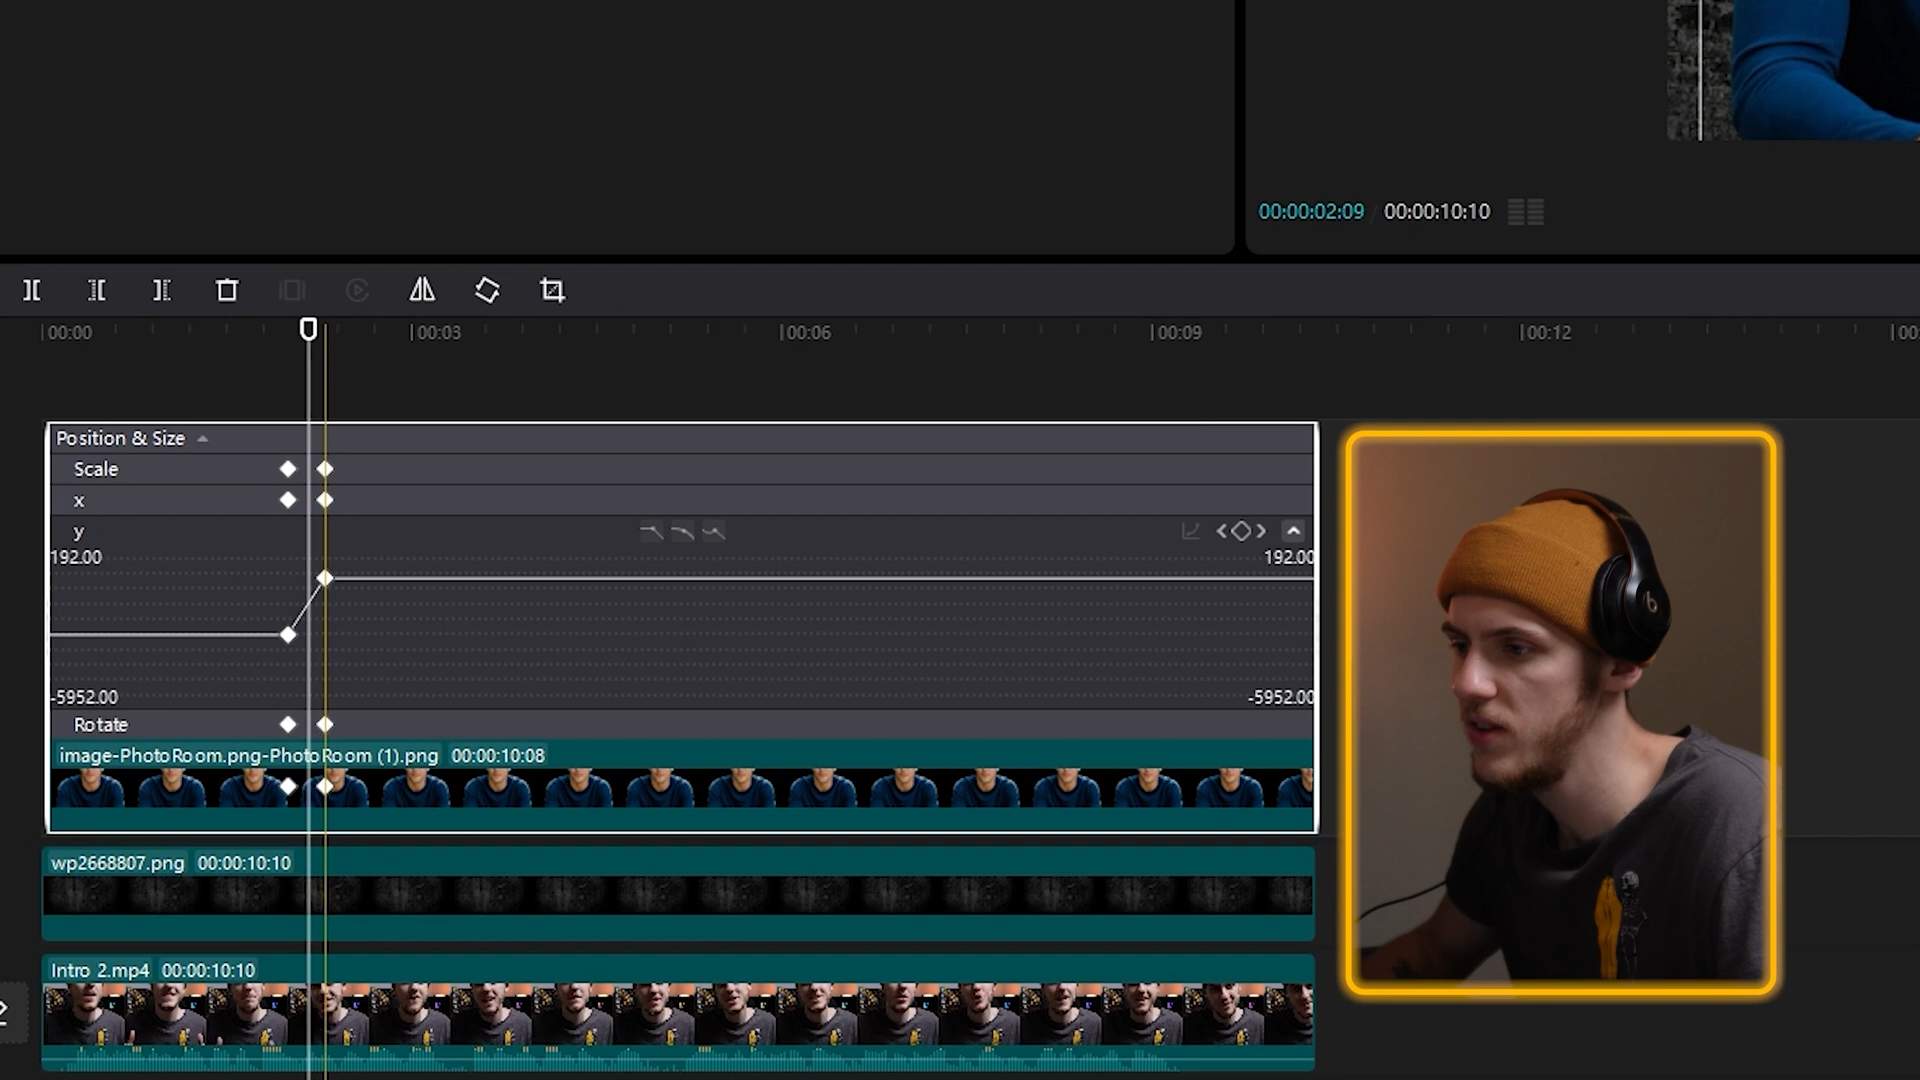 00:00:02:09 / 00:00:10:10
00:00 00:03 00:06 00:09 00:12 00:
Position & Size
Scale
x
y
192.00 192.00
-5952.00 -5952.00
Rotate
image-PhotoRoom.png-PhotoRoom (1).png 00:00:10:08
wp2668807.png 00:00:10:10
Intro 2.mp4 00:00:10:10